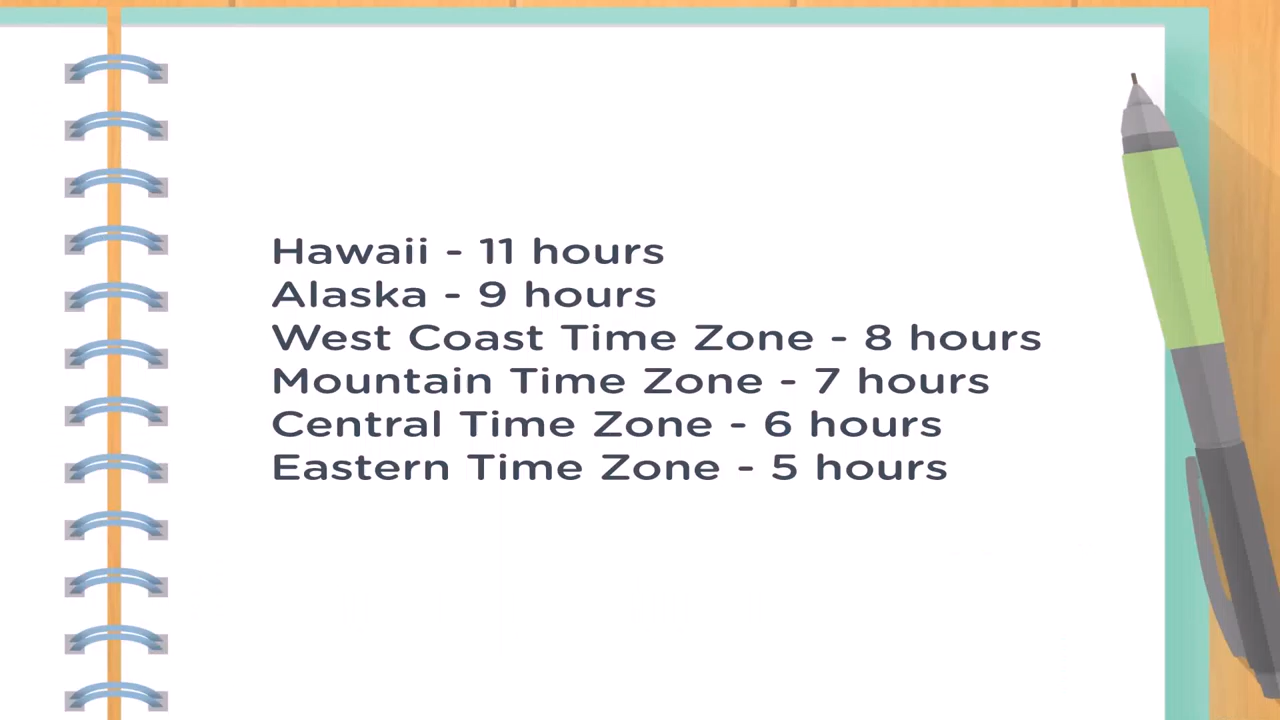 Hawaii - 11 hours
Alaska - 9 hours
West Coast Time Zone - 8 hours
Mountain Time Zone - 7 hours
Central Time Zone - 6 hours
Eastern Time Zone - 5 hours